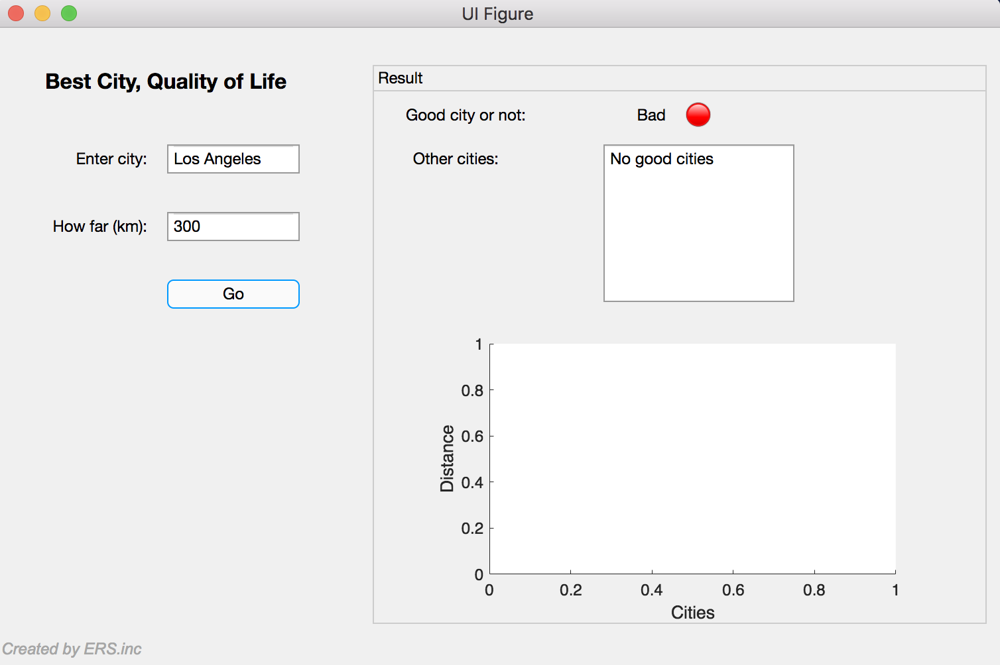 UI Figure
Best City, Quality of Life
Enter city: Los Angeles
How far (km): 300
Go
Result
Good city or not: Bad
Other cities: No good cities
1
0.8
0.6
0.4
0.2
0
Distance
0 0.2 0.4 0.6 0.8 1
Cities
Created by ERS.inc